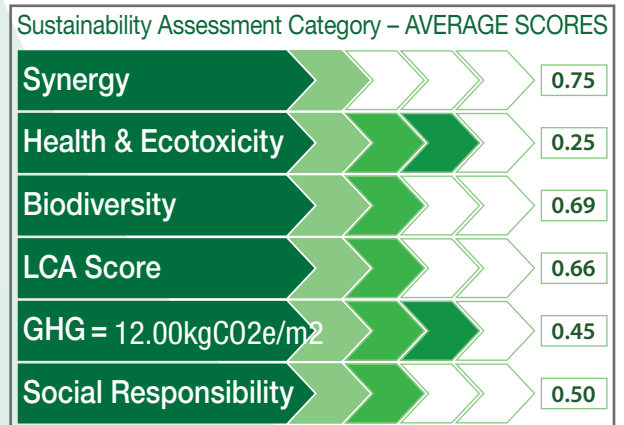 Sustainability Assessment Category – AVERAGE SCORES
Synergy 0.75
Health & Ecotoxicity 0.25
Biodiversity 0.69
LCA Score 0.66
GHG = 12.00kgCO2e/m2 0.45
Social Responsibility 0.50